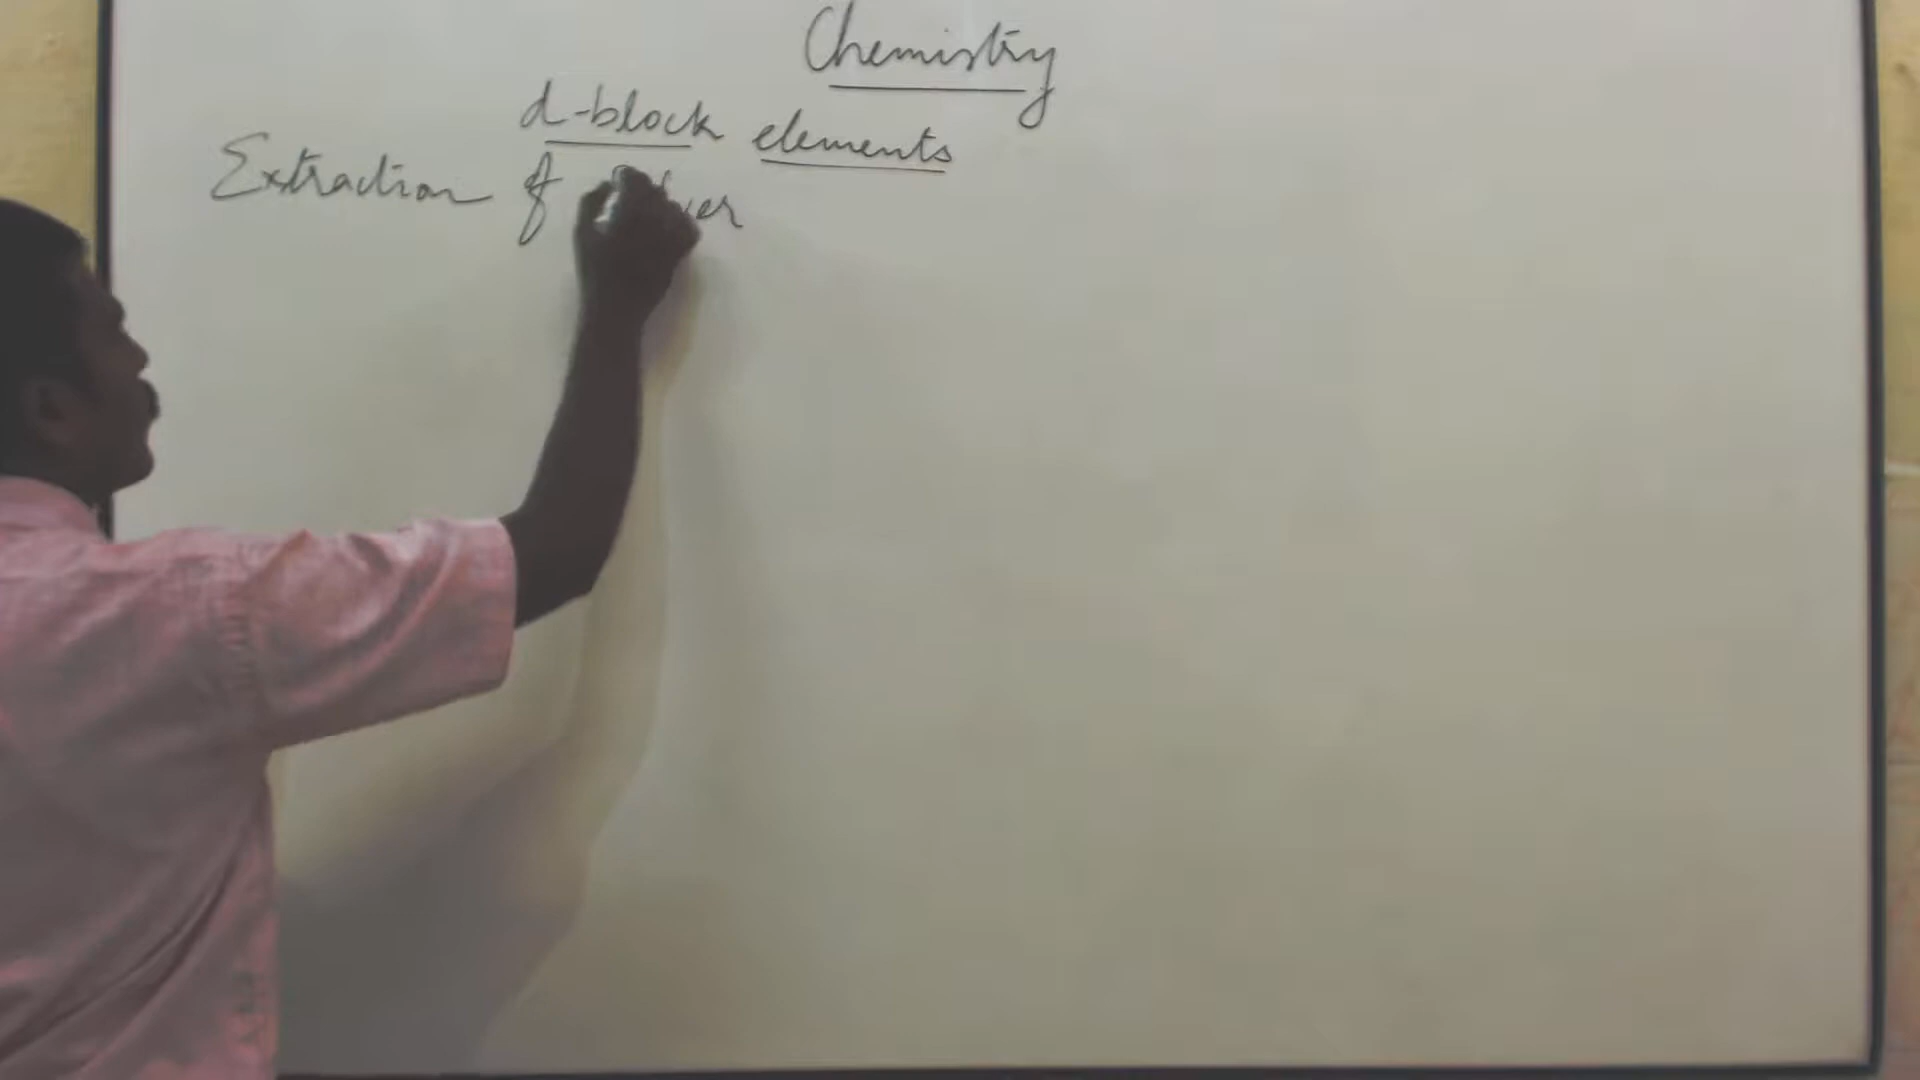 Chemistry
d-block elements
Extraction of